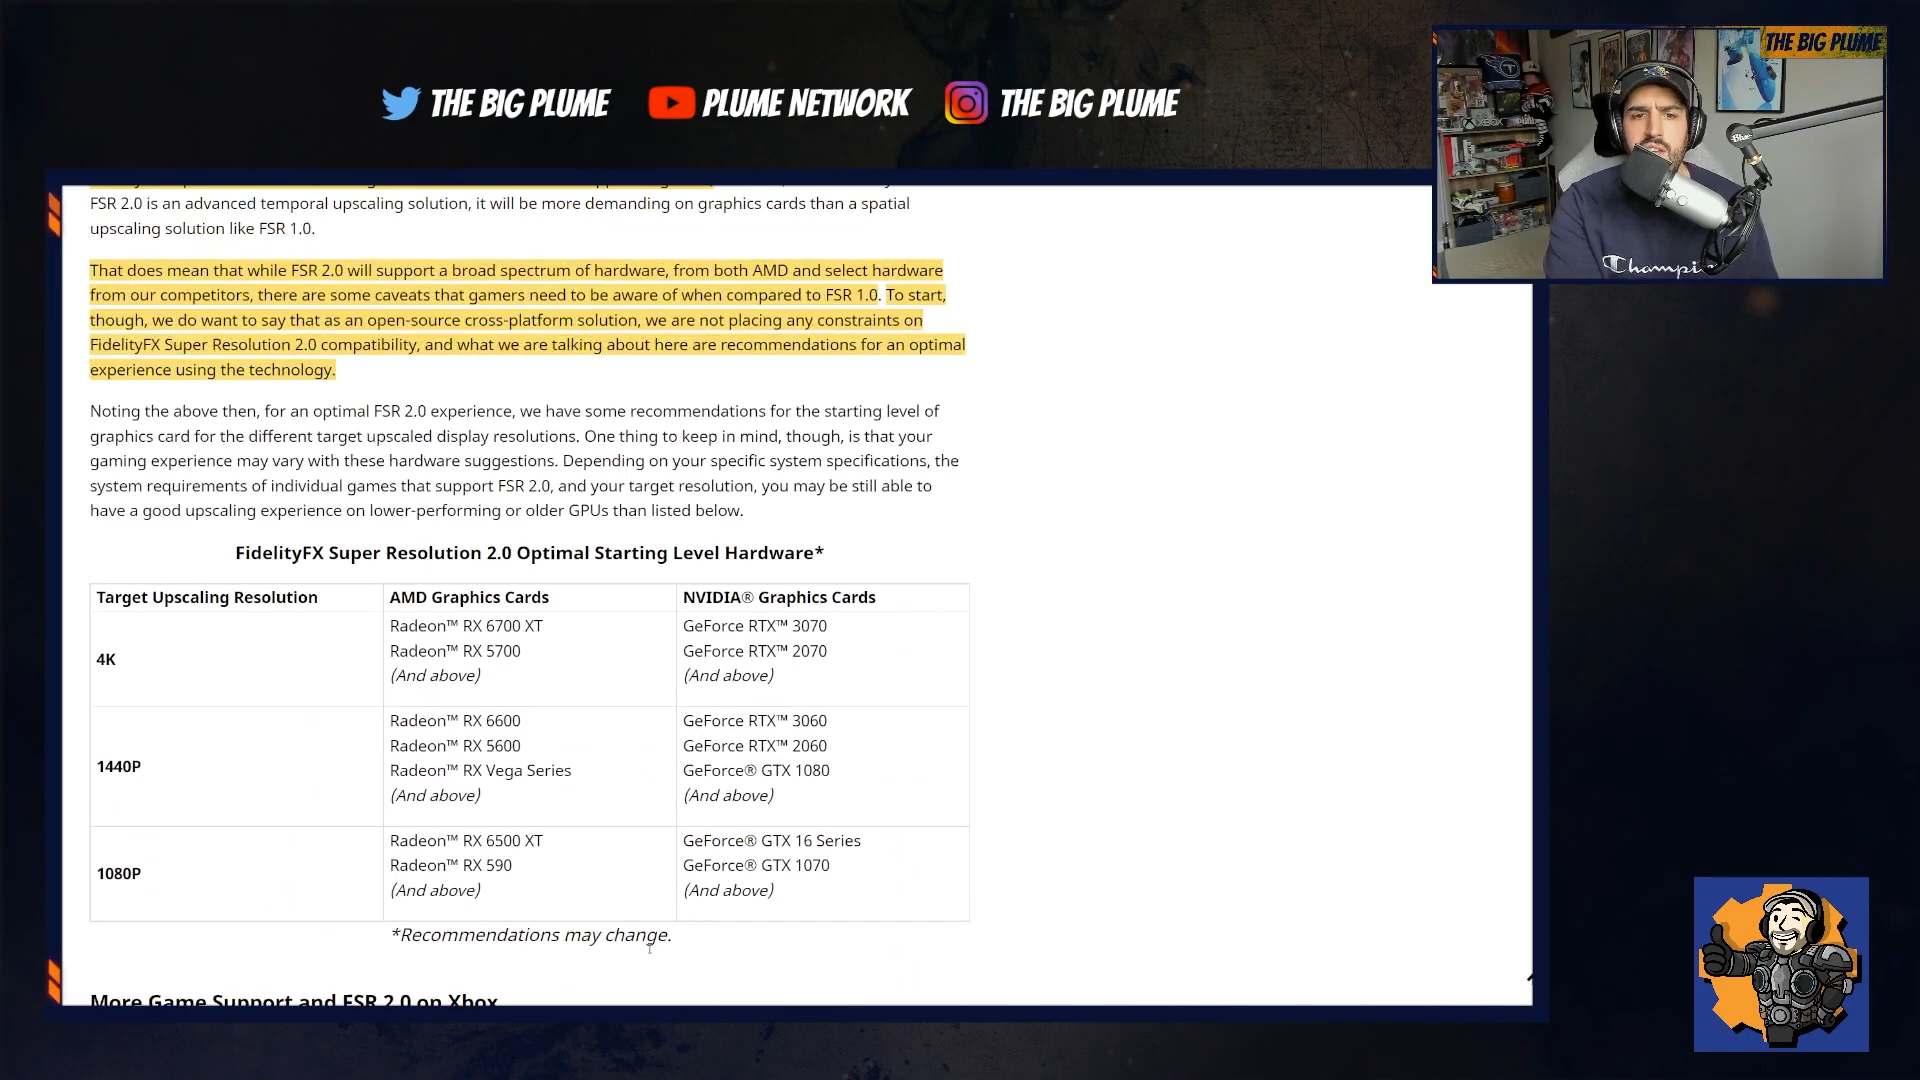 THE BIG PLUME
THE BIG PLUME PLUME NETWORK THE BIG PLUME
Champi
FSR 2.0 is an advanced temporal upscaling solution, it will be more demanding on graphics cards than a spatial
upscaling solution like FSR 1.0.
That does mean that while FSR 2.0 will support a broad spectrum of hardware, from both AMD and select hardware
from our competitors, there are some caveats that gamers need to be aware of when compared to FSR 1.0. To start,
though, we do want to say that as an open-source cross-platform solution, we are not placing any constraints on
FidelityFX Super Resolution 2.0 compatibility, and what we are talking about here are recommendations for an optimal
experience using the technology.
Noting the above then, for an optimal FSR 2.0 experience, we have some recommendations for the starting level of
graphics card for the different target upscaled display resolutions. One thing to keep in mind, though, is that your
gaming experience may vary with these hardware suggestions. Depending on your specific system specifications, the
system requirements of individual games that support FSR 2.0, and your target resolution, you may be still able to
have a good upscaling experience on lower-performing or older GPUs than listed below.
FidelityFX Super Resolution 2.0 Optimal Starting Level Hardware*
Target Upscaling Resolution AMD Graphics Cards NVIDIA® Graphics Cards
4K
Radeon™ RX 6700 XT
Radeon™ RX 5700
(And above)
GeForce RTX™ 3070
GeForce RTX™ 2070
(And above)
1440P
Radeon™ RX 6600
Radeon™ RX 5600
Radeon™ RX Vega Series
(And above)
GeForce RTX™ 3060
GeForce RTX™ 2060
GeForce® GTX 1080
(And above)
1080P
Radeon™ RX 6500 XT
Radeon™ RX 590
(And above)
GeForce® GTX 16 Series
GeForce® GTX 1070
(And above)
*Recommendations may change.
More Game Support and FSR 2.0 on Xbox